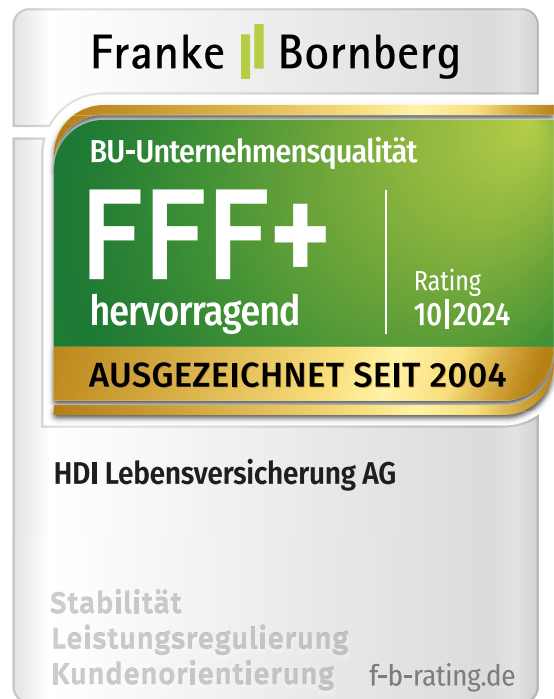 Franke Bornberg
BU-Unternehmensqualität
FFF+
hervorragend
Rating
10|2024
AUSGEZEICHNET SEIT 2004
HDI Lebensversicherung AG
Stabilität
Leistungsregulierung
Kundenorientierung
f-b-rating.de